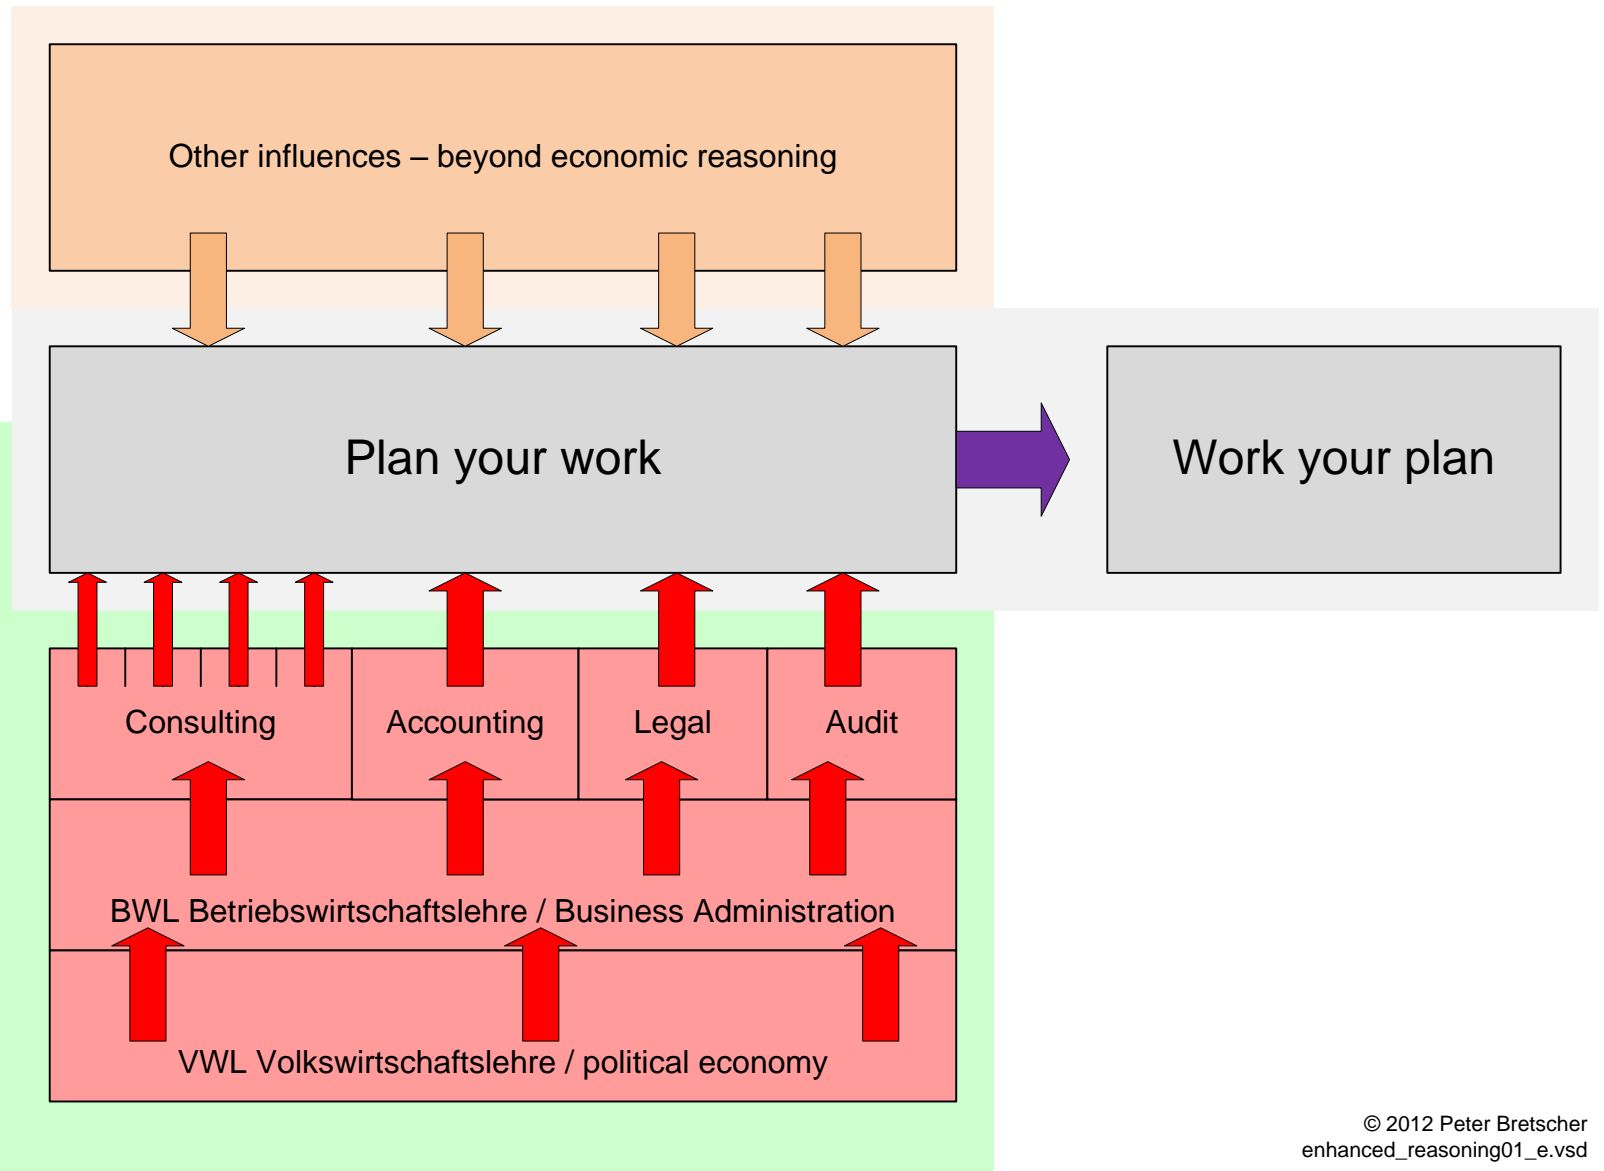 Other influences – beyond economic reasoning
Plan your work
Work your plan
Consulting
Accounting
Legal
Audit
BWL Betriebswirtschaftslehre / Business Administration
VWL Volkswirtschaftslehre / political economy
© 2012 Peter Bretscher
enhanced_reasoning01_e.vsd